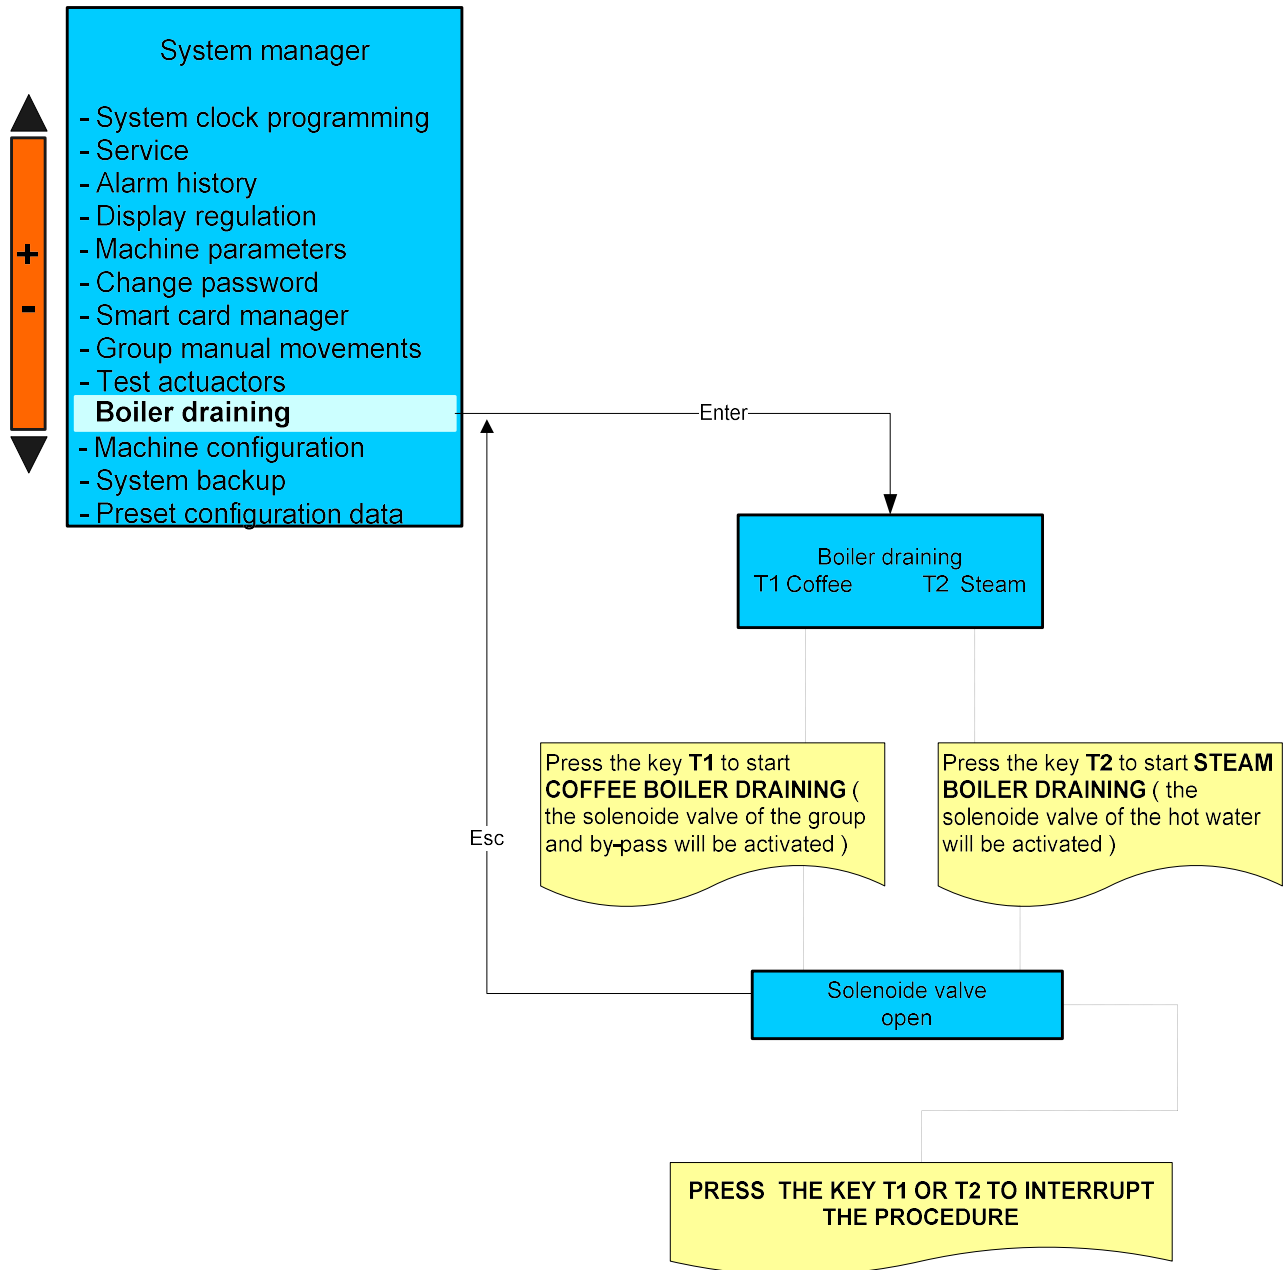 System manager
- System clock programming
- Service
- Alarm history
- Display regulation
- Machine parameters
- Change password
- Smart card manager
- Group manual movements
- Test actuactors
Boiler draining
- Machine configuration
- System backup
- Preset configuration data
+
-
Enter
Boiler draining
T1 Coffee T2 Steam
Press the key T1 to start
COFFEE BOILER DRAINING (
the solenoide valve of the group
and by-pass will be activated )
Press the key T2 to start STEAM
BOILER DRAINING ( the
solenoide valve of the hot water
will be activated )
Esc
Solenoide valve
open
PRESS THE KEY T1 OR T2 TO INTERRUPT
THE PROCEDURE